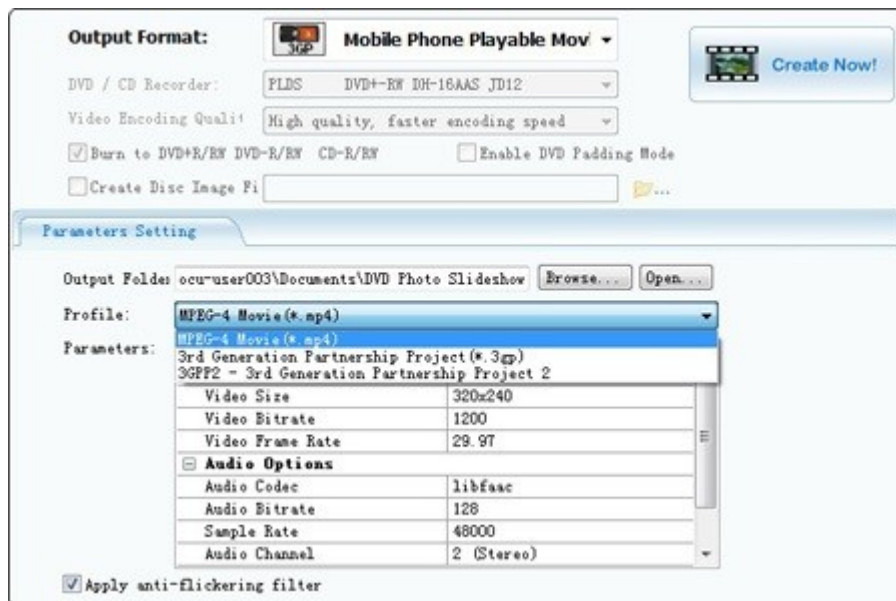 Output Format: 3GP Mobile Phone Playable Movi
Create Now!
DVD / CD Recorder: PLDS DVD+-RW DH-16AAS JD12
Video Encoding Qualit High quality, faster encoding speed
Burn to DVD+R/RW DVD-R/RW CD-R/RW Enable DVD Padding Mode
Create Disc Image Fi ...
Parameters Setting
Output Folde ocu-user003\Documents\DVD Photo Slideshow Browse... Open...
Profile: MPEG-4 Movie(*.mp4)
MPEG-4 Movie(*.mp4)
Parameters: 3rd Generation Partnership Project(*.3gp)
3GPP2 - 3rd Generation Partnership Project 2
Video Size 320x240
Video Bitrate 1200
Video Frame Rate 29.97
Audio Options
Audio Codec libfaac
Audio Bitrate 128
Sample Rate 48000
Audio Channel 2 (Stereo)
Apply anti-flickering filter